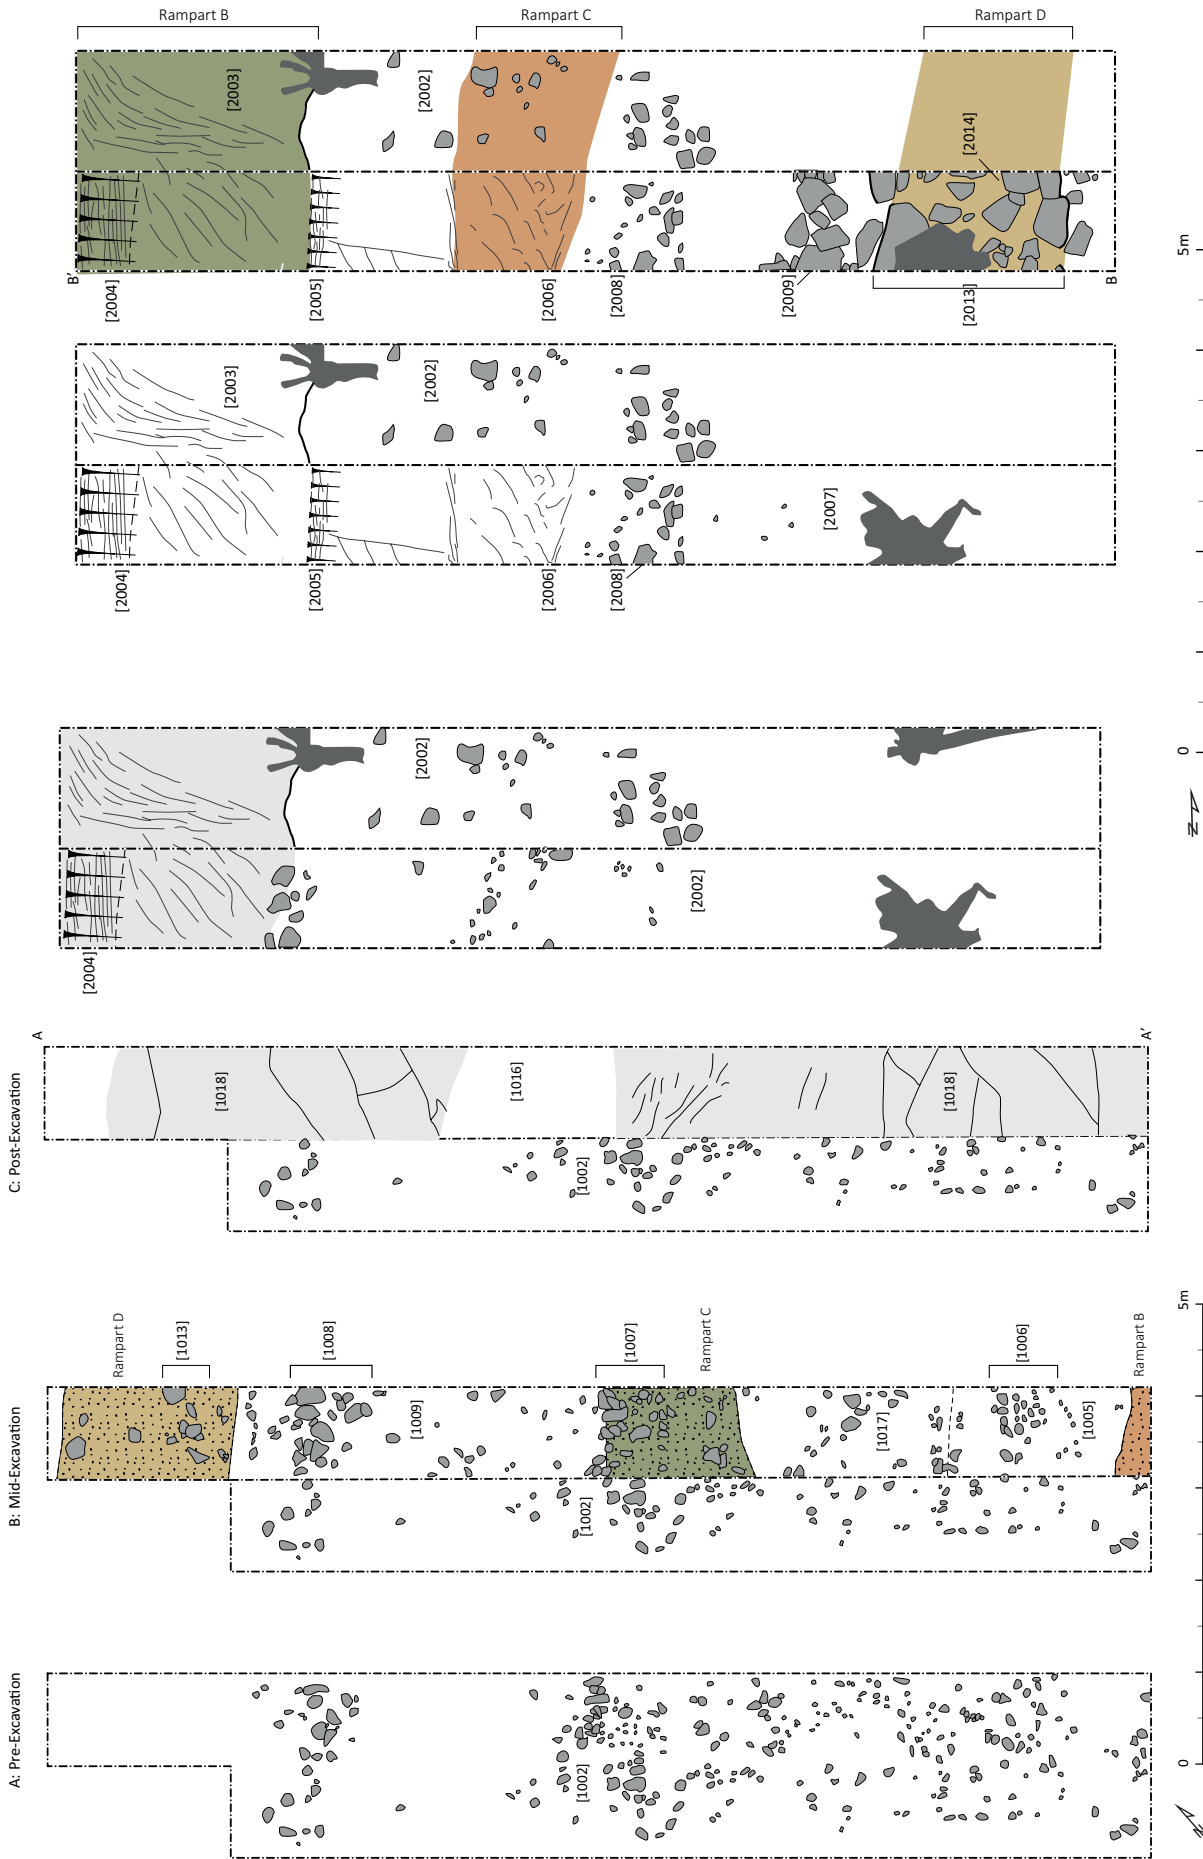 Rampart B
Rampart C
Rampart D
[2003]
[2002]
[2014]
B'
B
[2004]
[2005]
[2006]
[2008]
[2009]
[2013]
5m
[2003]
[2002]
[2004]
[2005]
[2006]
[2008]
[2007]
[2002]
[2002]
[2004]
0
N
C: Post-Excavation
A
A'
[1018]
[1016]
[1018]
[1002]
B: Mid-Excavation
Rampart D
[1013]
[1008]
[1007]
Rampart C
[1006]
Rampart B
[1009]
[1017]
[1005]
[1002]
5m
A: Pre-Excavation
[1002]
0
N